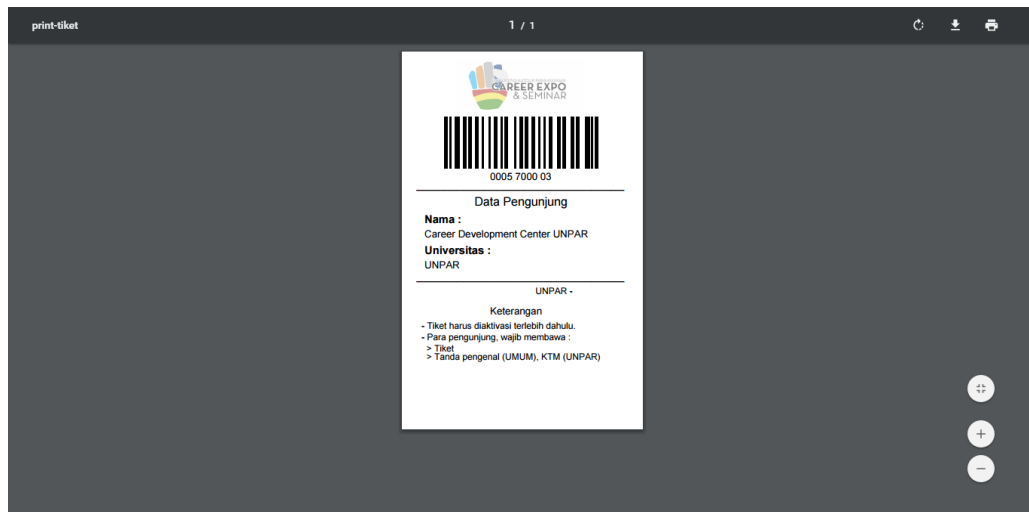 print-tiket
1 / 1
CAREER EXPO
& SEMINAR
0005 7000 03
Data Pengunjung
Nama :
Career Development Center UNPAR
Universitas :
UNPAR
UNPAR -
Keterangan
- Tiket harus diaktivasi terlebih dahulu.
- Para pengunjung, wajib membawa :
> Tiket
> Tanda pengenal (UMUM), KTM (UNPAR)